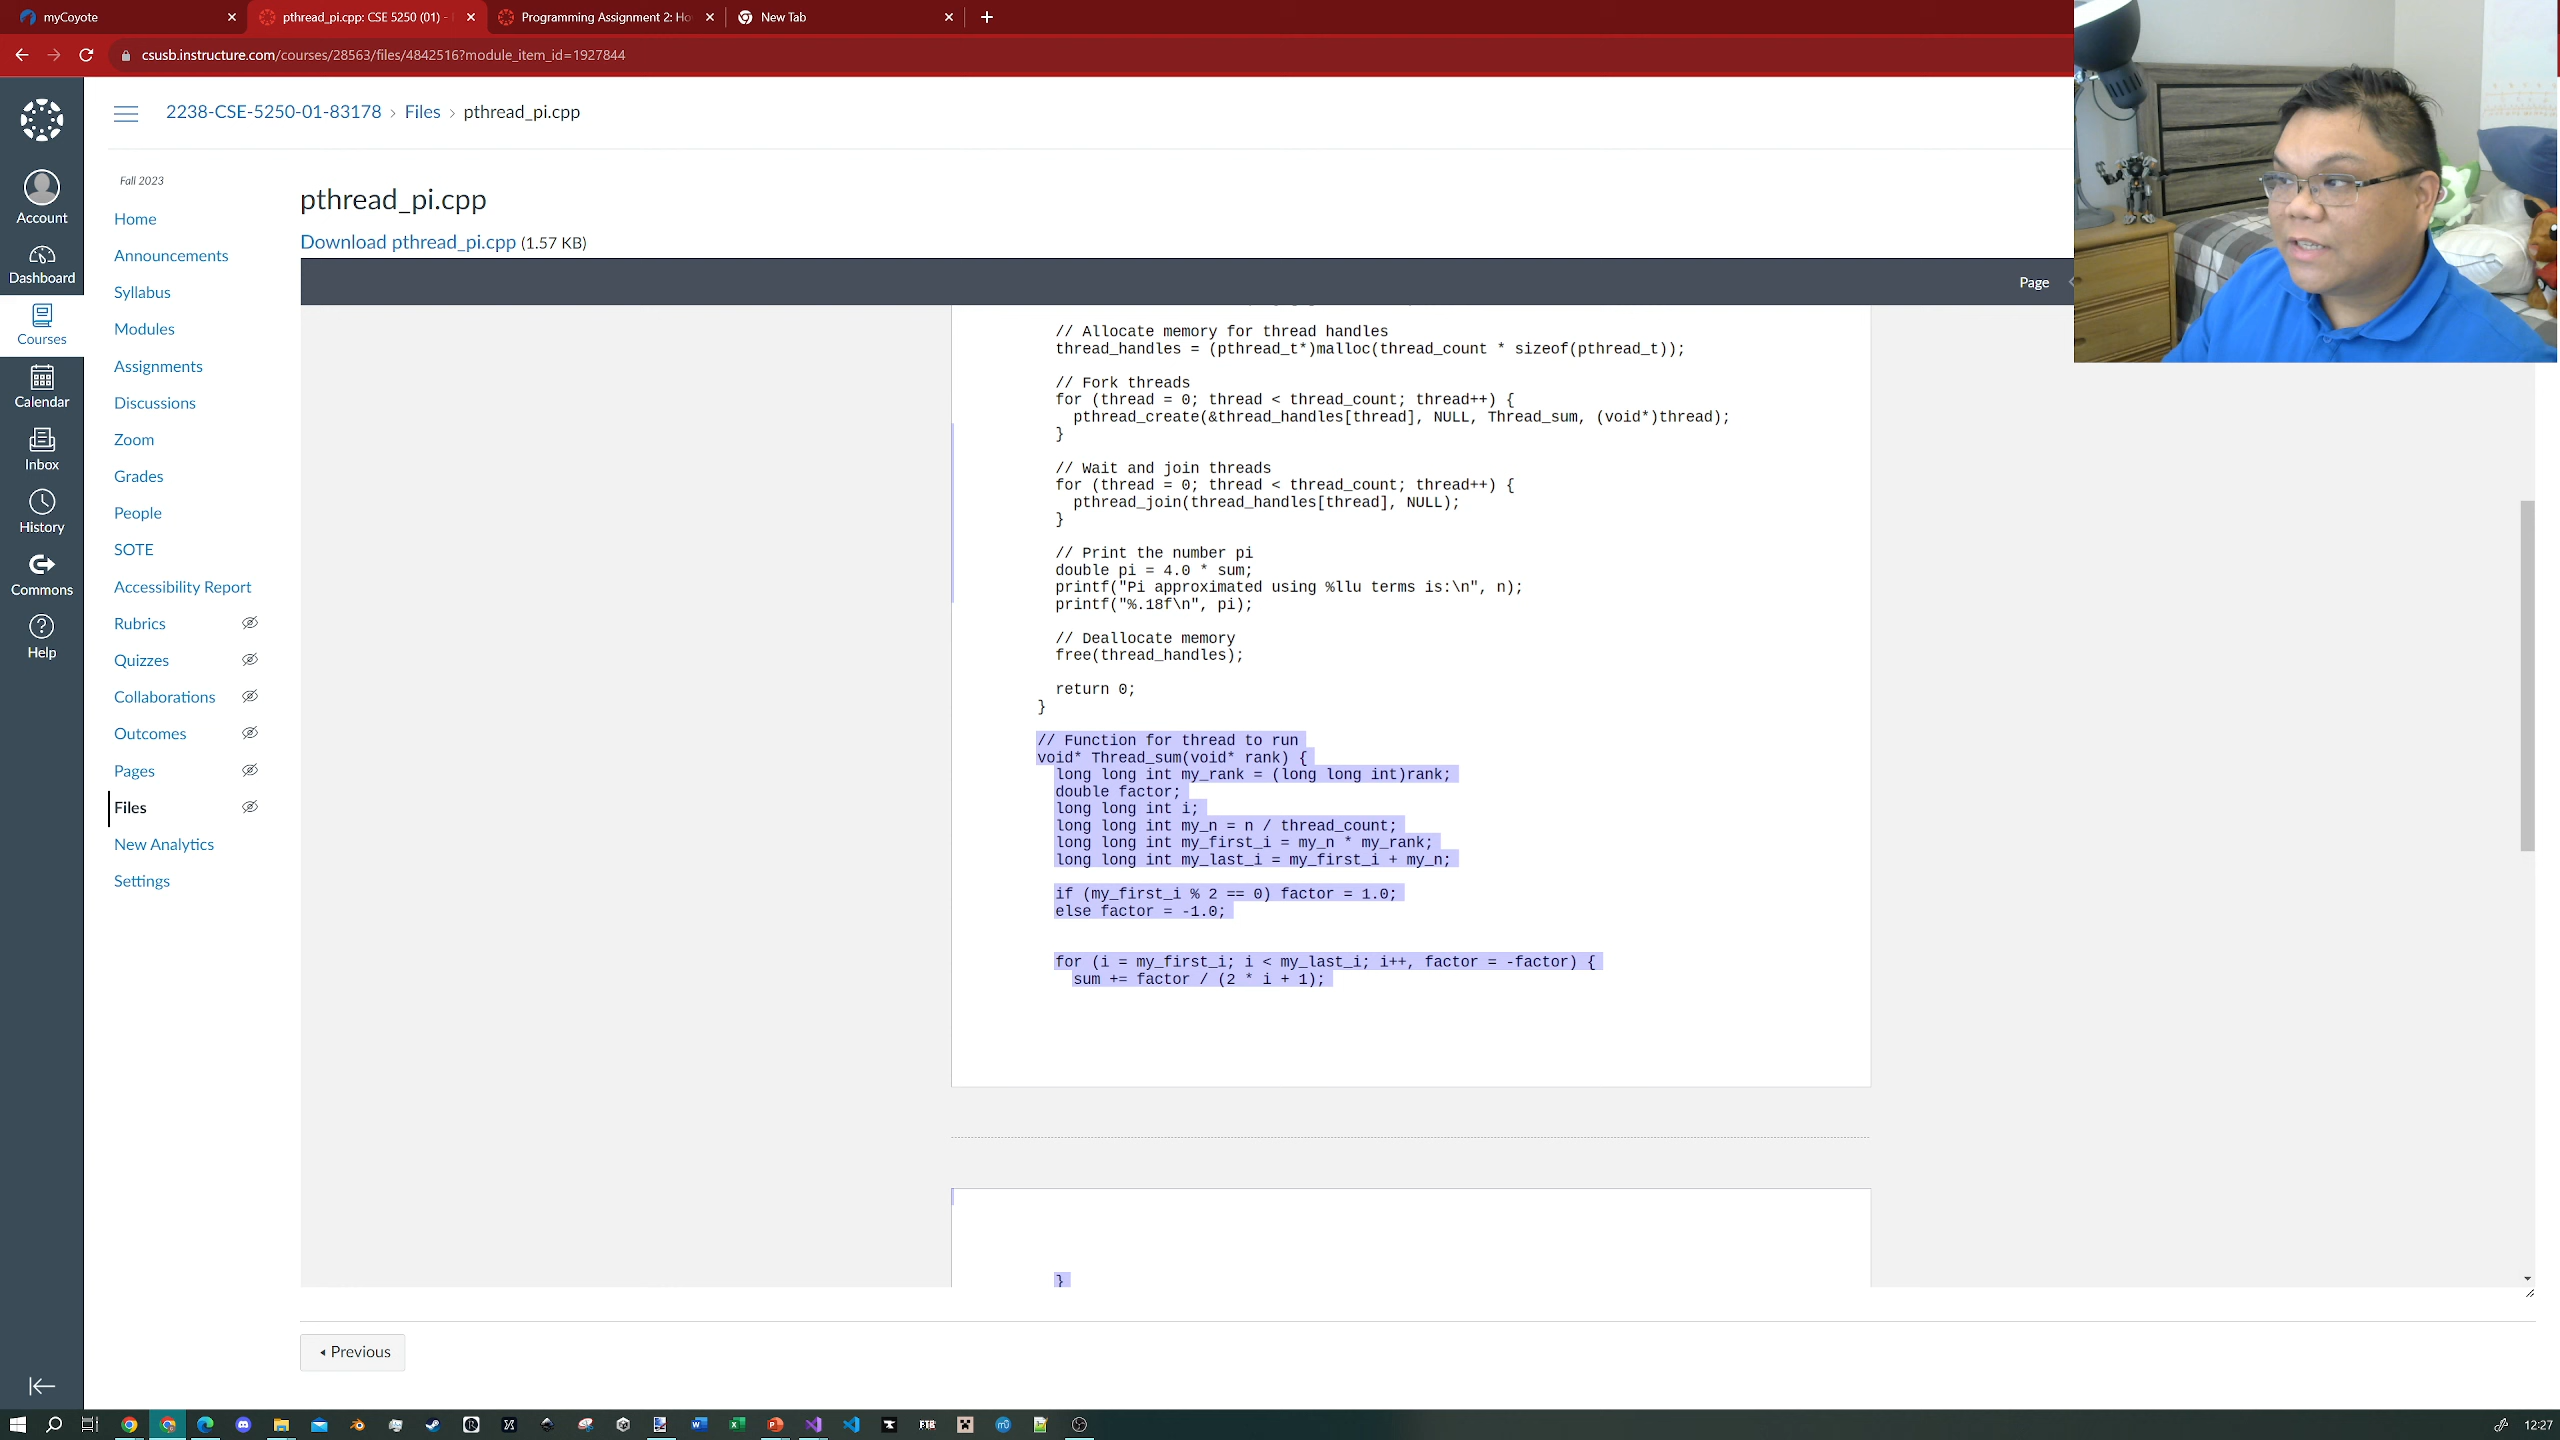 myCoyote
pthread_pi.cpp: CSE 5250 (01) -
Programming Assignment 2: Ho
New Tab
csusb.instructure.com/courses/28563/files/4842516?module_item_id=1927844
2238-CSE-5250-01-83178 › Files › pthread_pi.cpp
Account
Dashboard
Courses
Calendar
Inbox
History
Commons
Help
Fall 2023
Home
Announcements
Syllabus
Modules
Assignments
Discussions
Zoom
Grades
People
SOTE
Accessibility Report
Rubrics
Quizzes
Collaborations
Outcomes
Pages
Files
New Analytics
Settings
pthread_pi.cpp
Download pthread_pi.cpp (1.57 KB)
Page
// Allocate memory for thread handles
thread_handles = (pthread_t*)malloc(thread_count * sizeof(pthread_t));
// Fork threads
for (thread = 0; thread < thread_count; thread++) {
pthread_create(&thread_handles[thread], NULL, Thread_sum, (void*)thread);
}
// Wait and join threads
for (thread = 0; thread < thread_count; thread++) {
pthread_join(thread_handles[thread], NULL);
}
// Print the number pi
double pi = 4.0 * sum;
printf("Pi approximated using %llu terms is:\n", n);
printf("%.18f\n", pi);
// Deallocate memory
free(thread_handles);
return 0;
}
// Function for thread to run
void* Thread_sum(void* rank) {
long long int my_rank = (long long int)rank;
double factor;
long long int i;
long long int my_n = n / thread_count;
long long int my_first_i = my_n * my_rank;
long long int my_last_i = my_first_i + my_n;
if (my_first_i % 2 == 0) factor = 1.0;
else factor = -1.0;
for (i = my_first_i; i < my_last_i; i++, factor = -factor) {
sum += factor / (2 * i + 1);
}
Previous
FTB
12:27